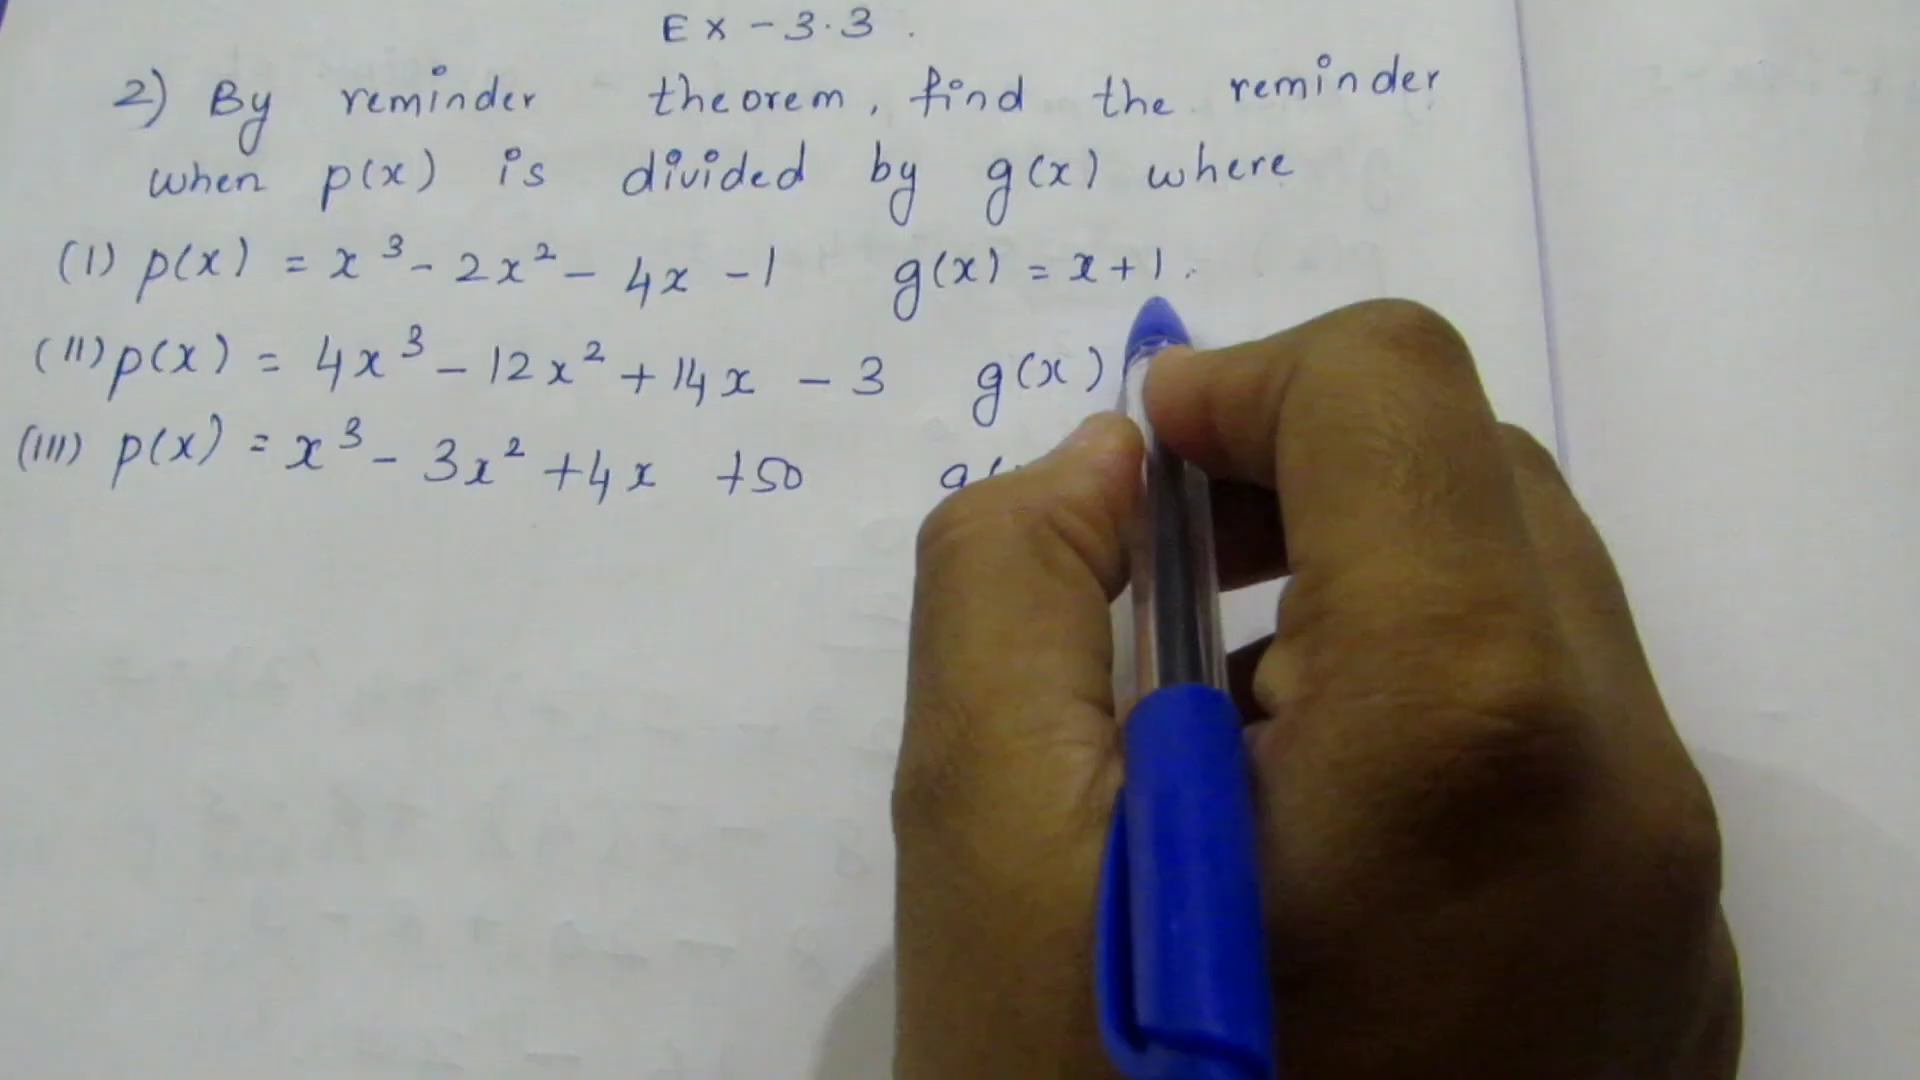 Ex - 3.3.
2) By reminder theorem, find the reminder
when p(x) is divided by g(x) where
(I) p(x) = x³ - 2x² - 4x - 1 g(x) = x + 1.
(II) p(x) = 4x³ - 12x² + 14x - 3 g(x)
(III) p(x) = x³ - 3x² + 4x + 50